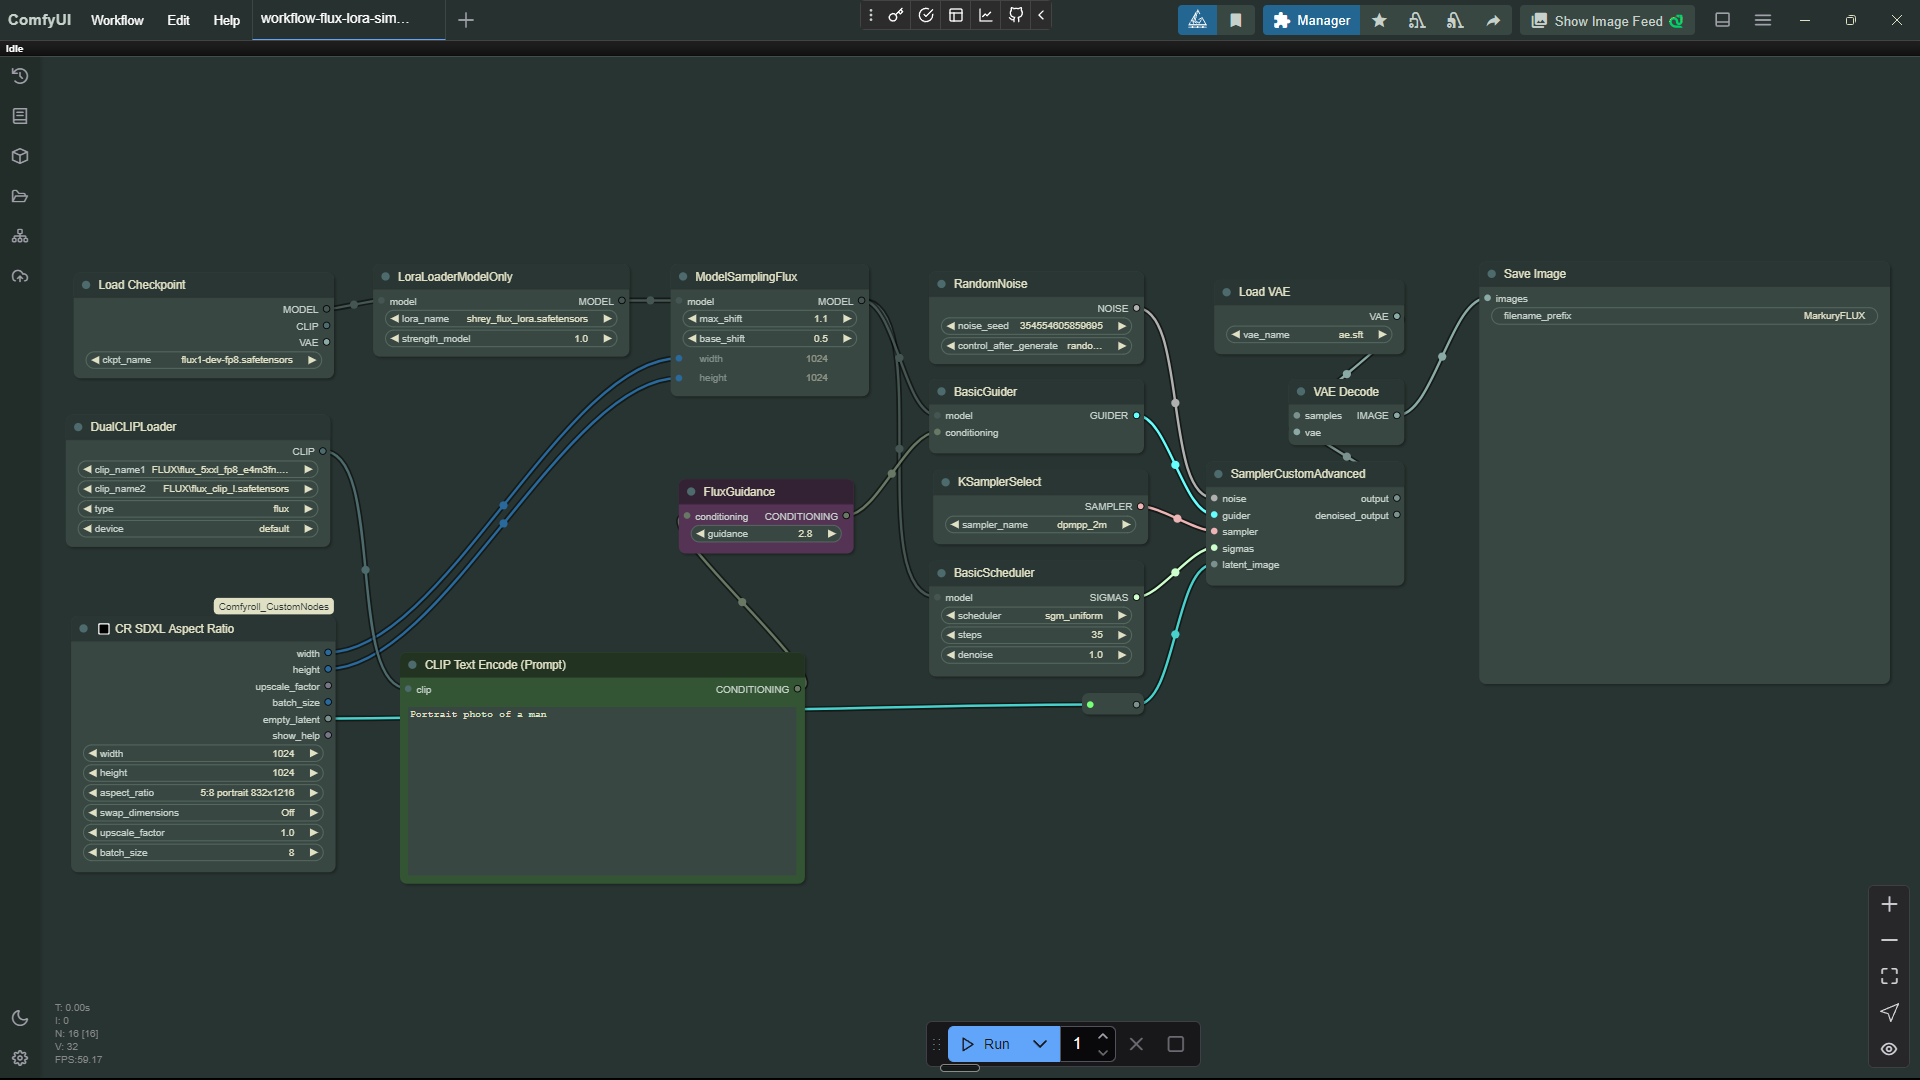 ComfyUI Workflow Edit Help workflow-flux-lora-sim...
Manager Show Image Feed
Idle
Load Checkpoint
MODEL
CLIP
VAE
ckpt_name flux1-dev-fp8.safetensors
LoraLoaderModelOnly
model MODEL
lora_name shrey_flux_lora.safetensors
strength_model 1.0
ModelSamplingFlux
model MODEL
max_shift 1.1
base_shift 0.5
width 1024
height 1024
RandomNoise
NOISE
noise_seed 354554605859695
control_after_generate rando...
Load VAE
VAE
vae_name ae.sft
Save Image
images
filename_prefix MarkuryFLUX
DualCLIPLoader
CLIP
clip_name1 FLUX\flux_5xxl_fp8_e4m3fn....
clip_name2 FLUX\flux_clip_l.safetensors
type flux
device default
BasicGuider
model GUIDER
conditioning
VAE Decode
samples IMAGE
vae
FluxGuidance
conditioning CONDITIONING
guidance 2.8
KSamplerSelect
SAMPLER
sampler_name dpmpp_2m
SamplerCustomAdvanced
noise output
guider denoised_output
sampler
sigmas
latent_image
BasicScheduler
model SIGMAS
scheduler sgm_uniform
steps 35
denoise 1.0
Comfyroll_CustomNodes
CR SDXL Aspect Ratio
width
height
upscale_factor
batch_size
empty_latent
show_help
width 1024
height 1024
aspect_ratio 5:8 portrait 832x1216
swap_dimensions Off
upscale_factor 1.0
batch_size 8
CLIP Text Encode (Prompt)
clip CONDITIONING
Portrait photo of a man
T: 0.00s
I: 0
N: 16 [16]
V: 32
FPS:59.17
Run 1